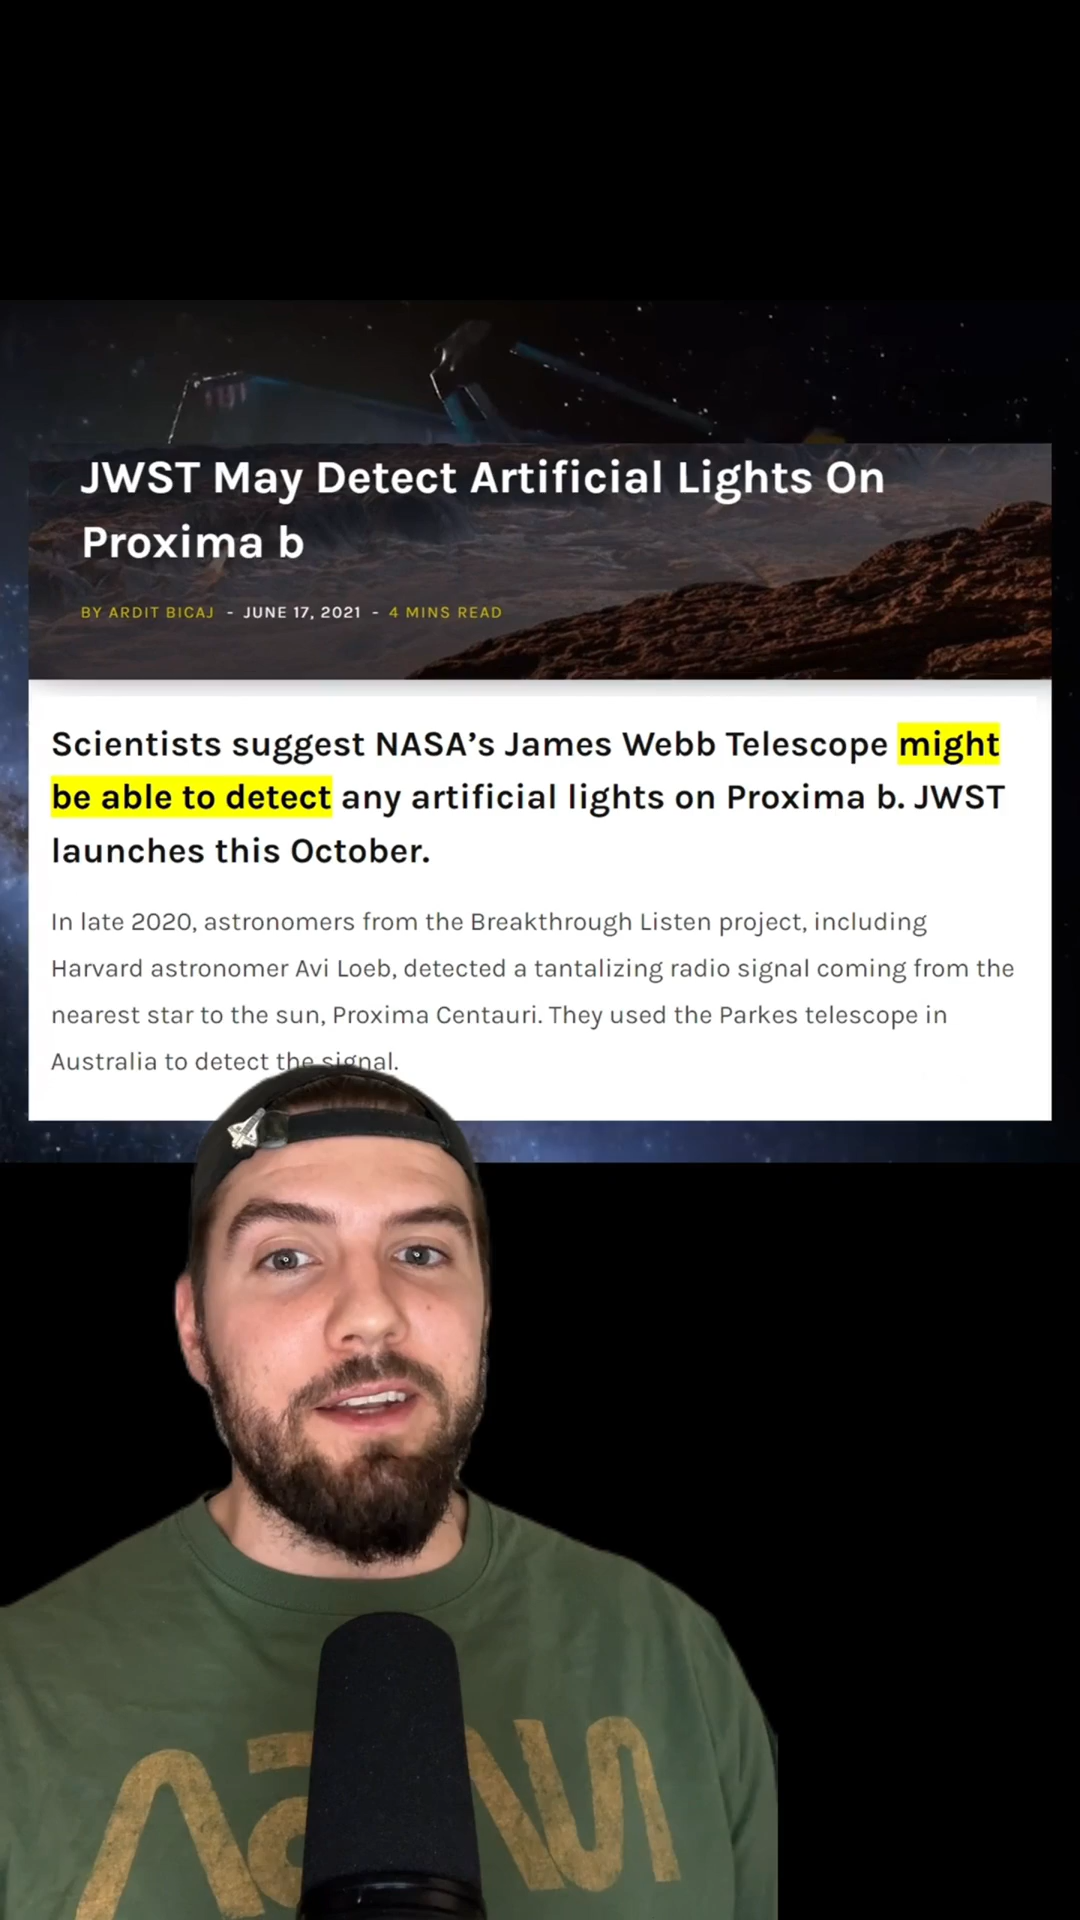 JWST May Detect Artificial Lights On
Proxima b
BY ARDIT BICAJ - JUNE 17, 2021 - 4 MINS READ
Scientists suggest NASA's James Webb Telescope might
be able to detect any artificial lights on Proxima b. JWST
launches this October.
In late 2020, astronomers from the Breakthrough Listen project, including
Harvard astronomer Avi Loeb, detected a tantalizing radio signal coming from the
nearest star to the sun, Proxima Centauri. They used the Parkes telescope in
Australia to detect the signal.